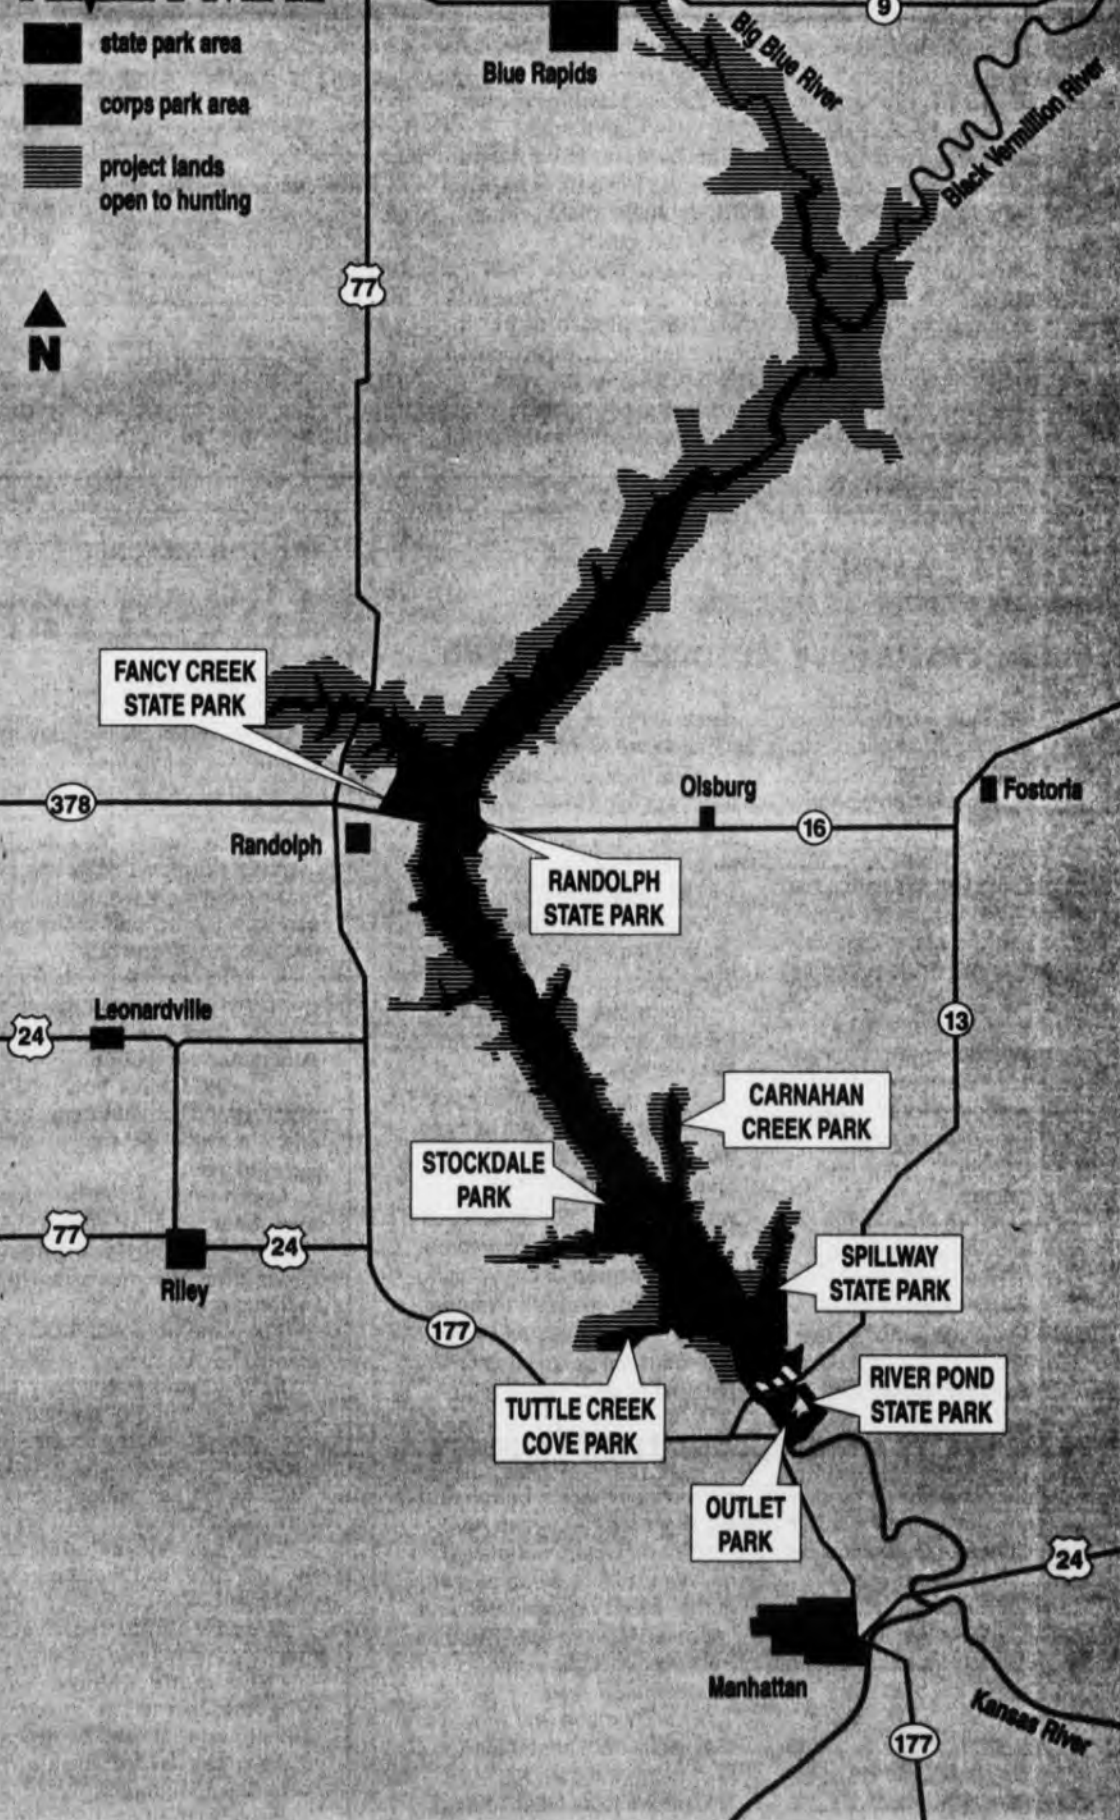 state park area
corps park area
project lands
open to hunting
N
9
Blue Rapids
Big Blue River
Black Vermillion River
77
FANCY CREEK
STATE PARK
378
Randolph
Olsburg
16
Fostoria
RANDOLPH
STATE PARK
Leonardville
24
13
CARNAHAN
CREEK PARK
STOCKDALE
PARK
77
24
Riley
SPILLWAY
STATE PARK
177
RIVER POND
STATE PARK
TUTTLE CREEK
COVE PARK
OUTLET
PARK
24
Manhattan
Kansas River
177